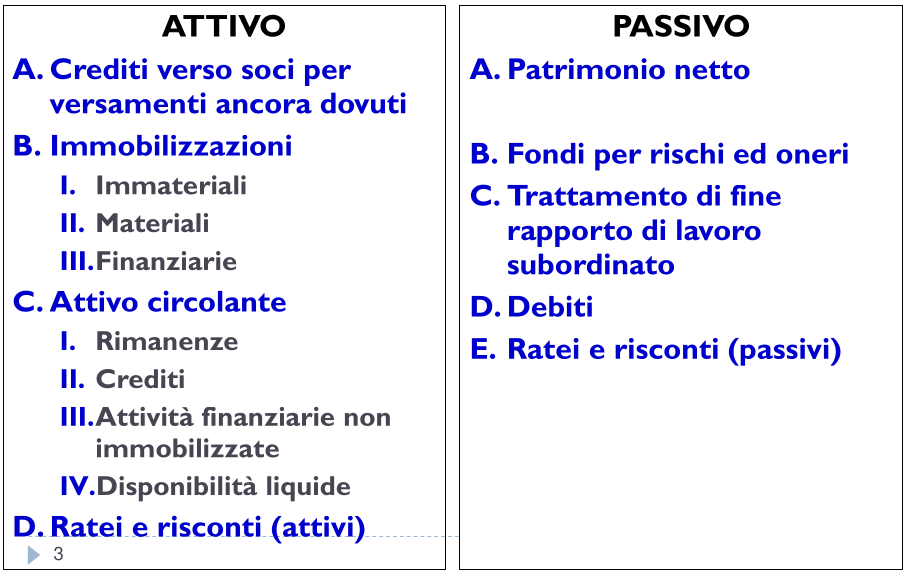 ATTIVO
A. Crediti verso soci per
versamenti ancora dovuti
B. Immobilizzazioni
I. Immateriali
II. Materiali
III.Finanziarie
C. Attivo circolante
I. Rimanenze
II. Crediti
III.Attività finanziarie non
immobilizzate
IV.Disponibilità liquide
D. Ratei e risconti (attivi)
3
PASSIVO
A. Patrimonio netto
B. Fondi per rischi ed oneri
C. Trattamento di fine
rapporto di lavoro
subordinato
D. Debiti
E. Ratei e risconti (passivi)